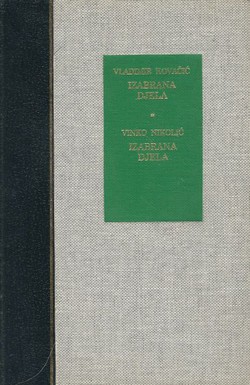 VLADIMIR KOVAČIĆ
IZABRANA
DJELA
VINKO NIKOLIĆ
IZABRANA
DJELA